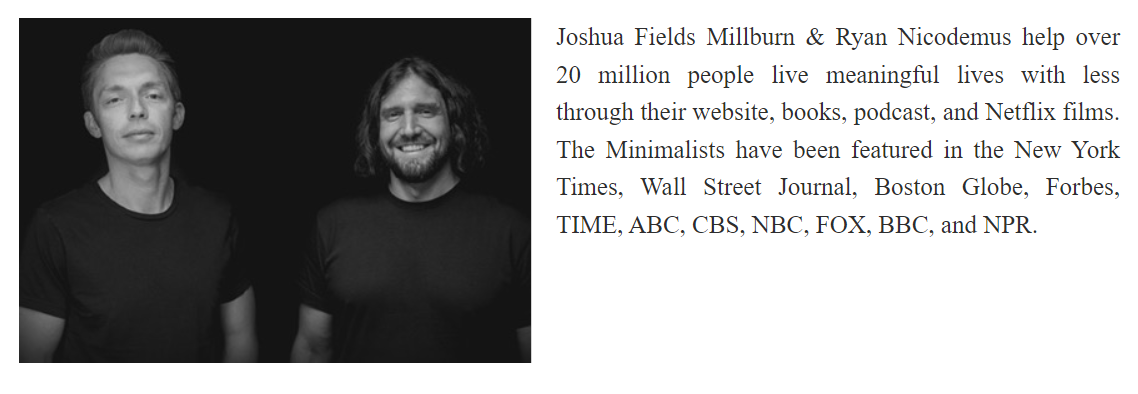 Joshua Fields Millburn & Ryan Nicodemus help over
20 million people live meaningful lives with less
through their website, books, podcast, and Netflix films.
The Minimalists have been featured in the New York
Times, Wall Street Journal, Boston Globe, Forbes,
TIME, ABC, CBS, NBC, FOX, BBC, and NPR.